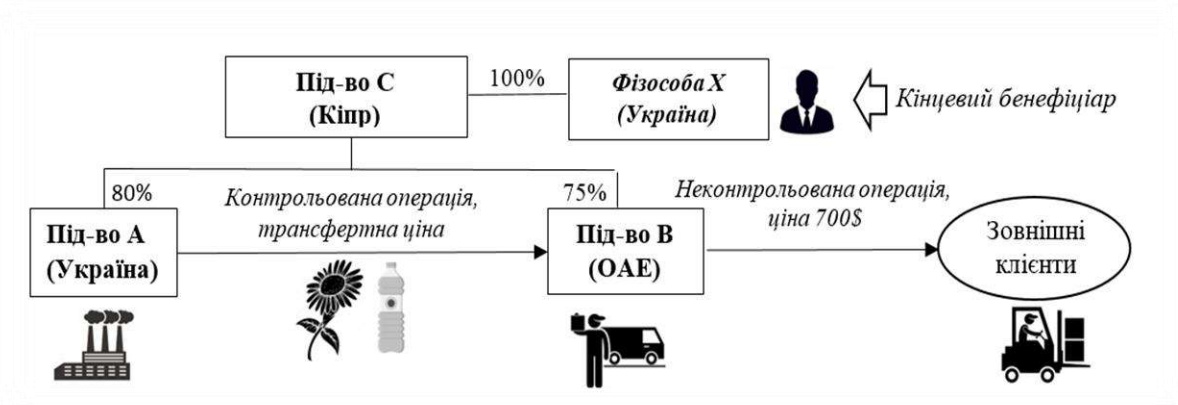 Під-во С
(Кіпр)
100%
Фізособа X
(Україна)
Кінцевий бенефіціар
80%
Контрольована операція,
трансфертна ціна
75%
Неконтрольована операція,
ціна 700$
Під-во А
(Україна)
Під-во В
(ОАЕ)
Зовнішні
клієнти